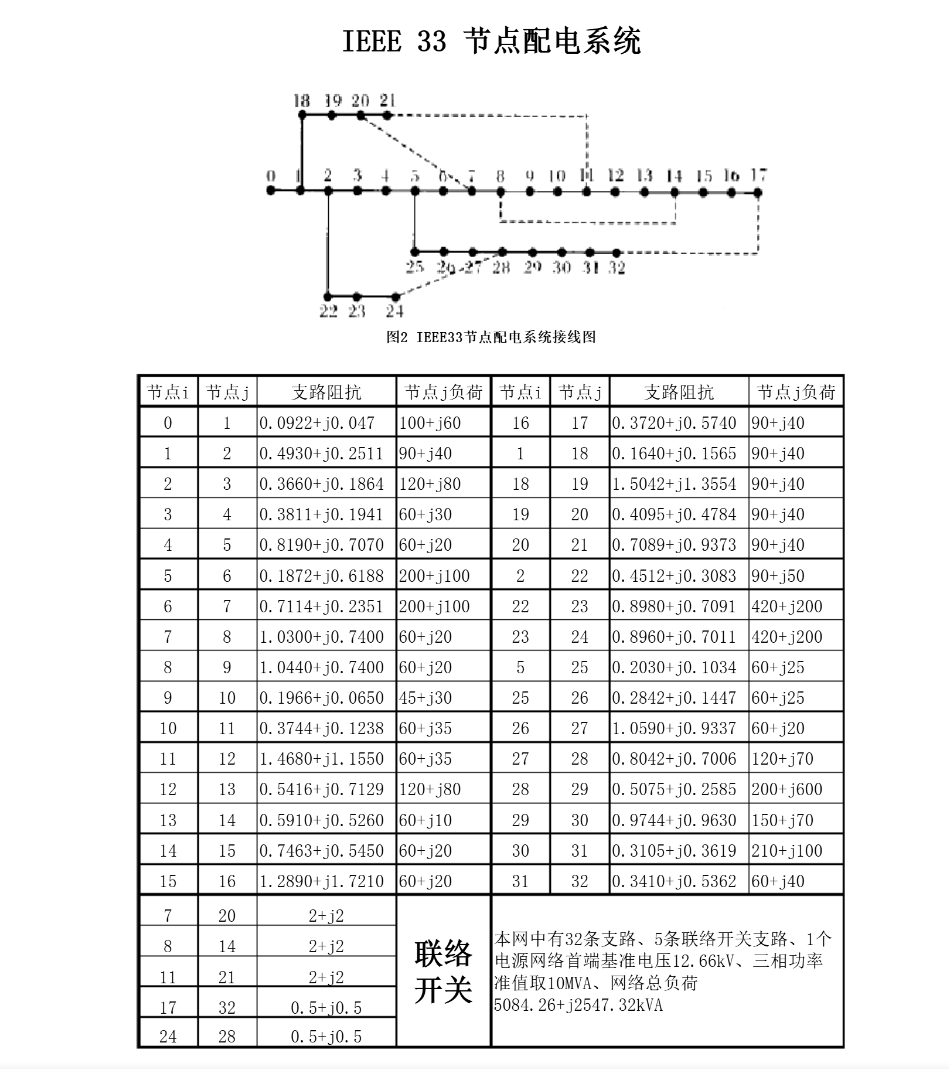 IEEE 33 节点配电系统
18 19 20 21
0 1 2 3 4 5 6 7 8 9 10 11 12 13 14 15 16 17
25 26 27 28 29 30 31 32
22 23 24
图2 IEEE33节点配电系统接线图
节点i 节点j 支路阻抗 节点j负荷 节点i 节点j 支路阻抗 节点j负荷
0 1 0.0922+j0.047 100+j60 16 17 0.3720+j0.5740 90+j40
1 2 0.4930+j0.2511 90+j40 1 18 0.1640+j0.1565 90+j40
2 3 0.3660+j0.1864 120+j80 18 19 1.5042+j1.3554 90+j40
3 4 0.3811+j0.1941 60+j30 19 20 0.4095+j0.4784 90+j40
4 5 0.8190+j0.7070 60+j20 20 21 0.7089+j0.9373 90+j40
5 6 0.1872+j0.6188 200+j100 2 22 0.4512+j0.3083 90+j50
6 7 0.7114+j0.2351 200+j100 22 23 0.8980+j0.7091 420+j200
7 8 1.0300+j0.7400 60+j20 23 24 0.8960+j0.7011 420+j200
8 9 1.0440+j0.7400 60+j20 5 25 0.2030+j0.1034 60+j25
9 10 0.1966+j0.0650 45+j30 25 26 0.2842+j0.1447 60+j25
10 11 0.3744+j0.1238 60+j35 26 27 1.0590+j0.9337 60+j20
11 12 1.4680+j1.1550 60+j35 27 28 0.8042+j0.7006 120+j70
12 13 0.5416+j0.7129 120+j80 28 29 0.5075+j0.2585 200+j600
13 14 0.5910+j0.5260 60+j10 29 30 0.9744+j0.9630 150+j70
14 15 0.7463+j0.5450 60+j20 30 31 0.3105+j0.3619 210+j100
15 16 1.2890+j1.7210 60+j20 31 32 0.3410+j0.5362 60+j40
7 20 2+j2
8 14 2+j2
11 21 2+j2
17 32 0.5+j0.5
24 28 0.5+j0.5
联络
开关
本网中有32条支路、5条联络开关支路、1个
电源网络首端基准电压12.66kV、三相功率
准值取10MVA、网络总负荷
5084.26+j2547.32kVA